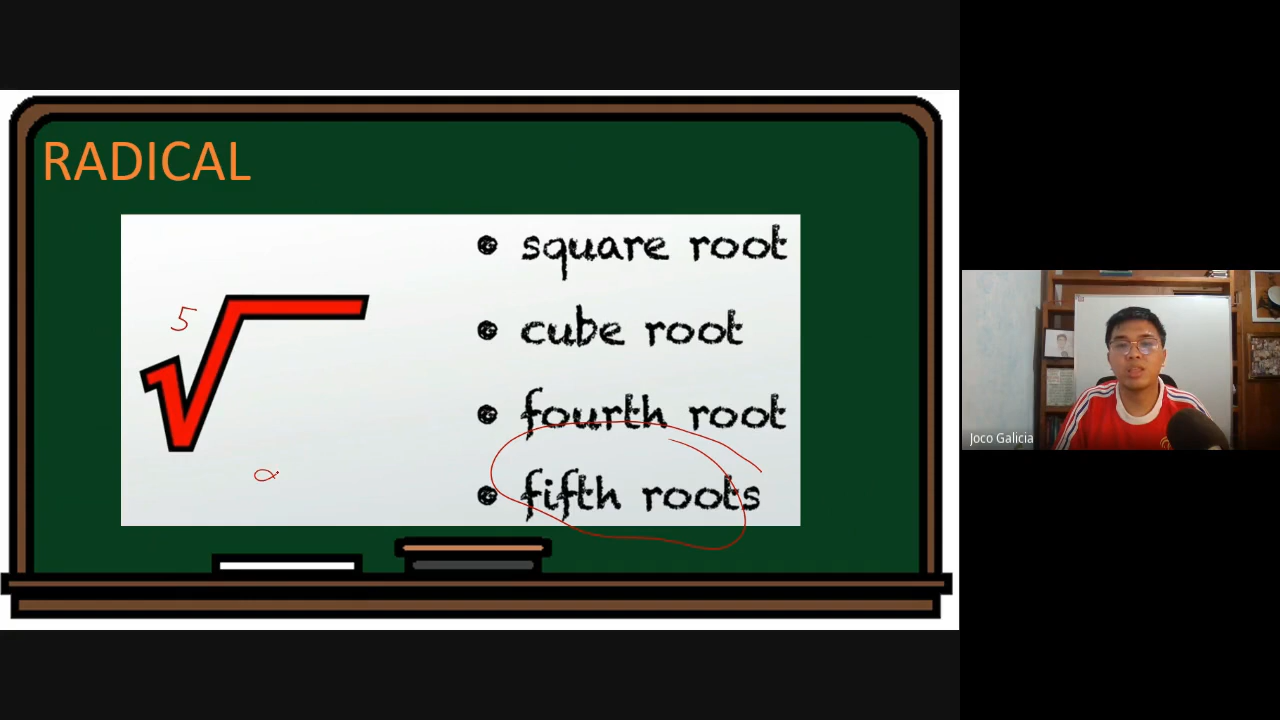 RADICAL
• square root
5
• cube root
• fourth root
• fifth roots
Joco Galicia